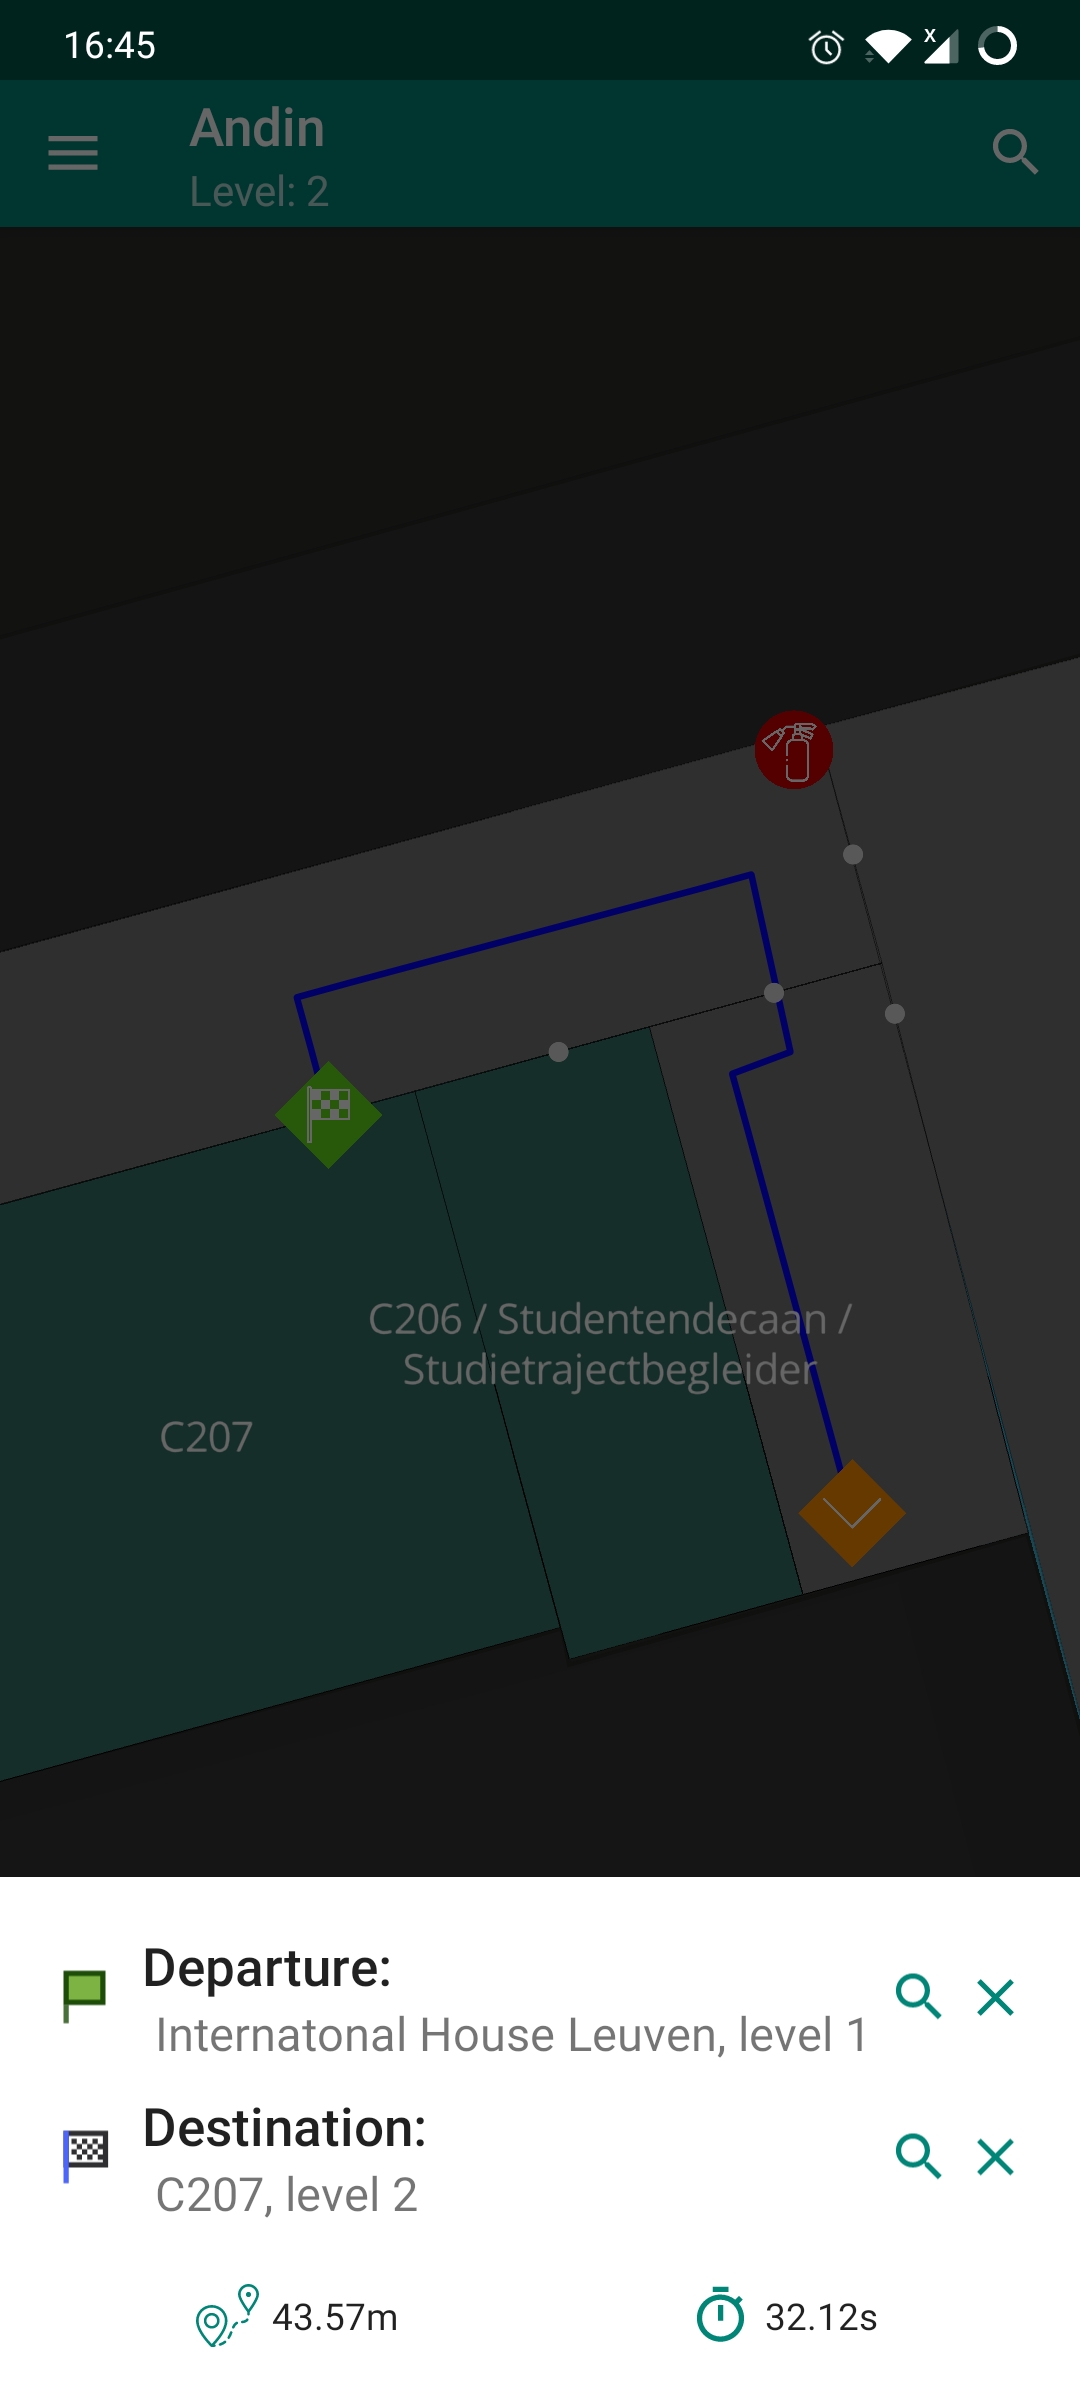 16:45
Andin
Level: 2
C206 / Studentendecaan /
Studietrajectbegleider
C207
Departure:
Internatonal House Leuven, level 1
Destination:
C207, level 2
43.57m
32.12s